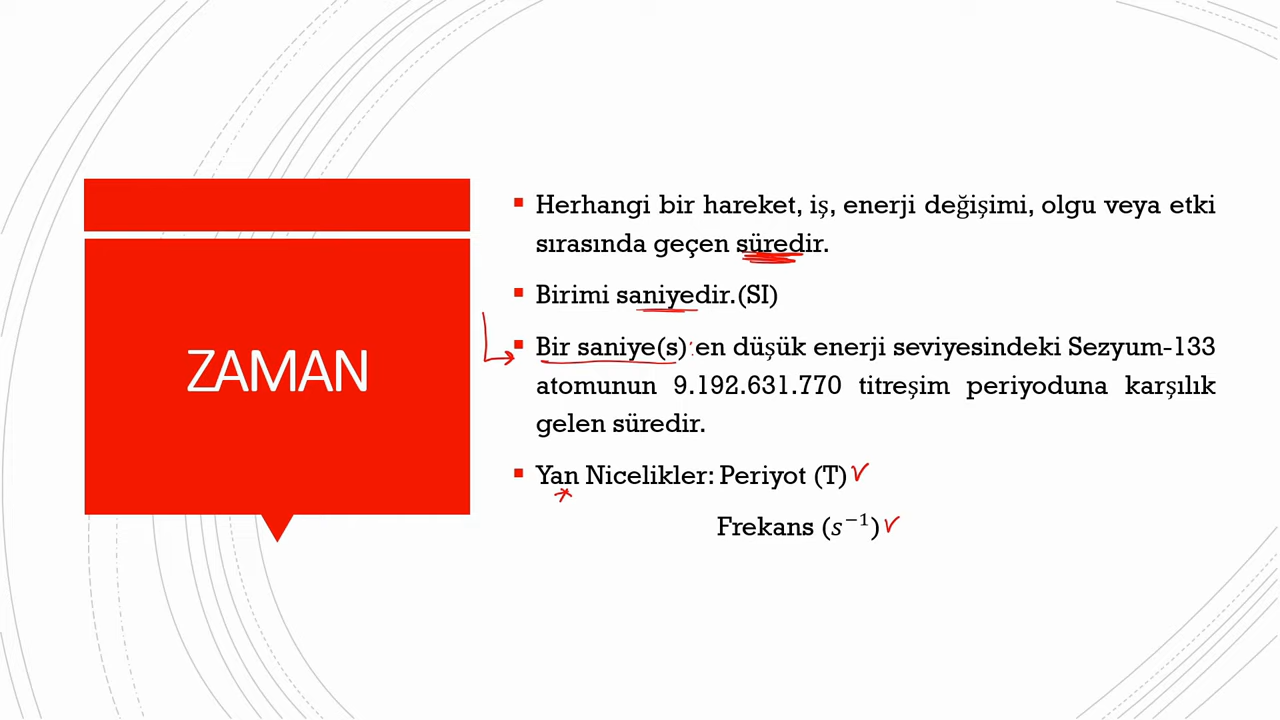 ZAMAN
Herhangi bir hareket, iş, enerji değişimi, olgu veya etki
sırasında geçen süredir.
Birimi saniyedir.(SI)
Bir saniye(s) : en düşük enerji seviyesindeki Sezyum-133
atomunun 9.192.631.770 titreşim periyoduna karşılık
gelen süredir.
Yan Nicelikler: Periyot (T)
Frekans (s⁻¹)